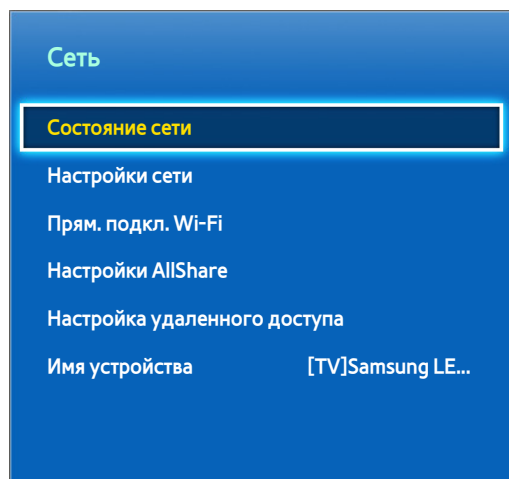 Сеть
Состояние сети
Настройки сети
Прям. подкл. Wi-Fi
Настройки AllShare
Настройка удаленного доступа
Имя устройства [TV]Samsung LE...